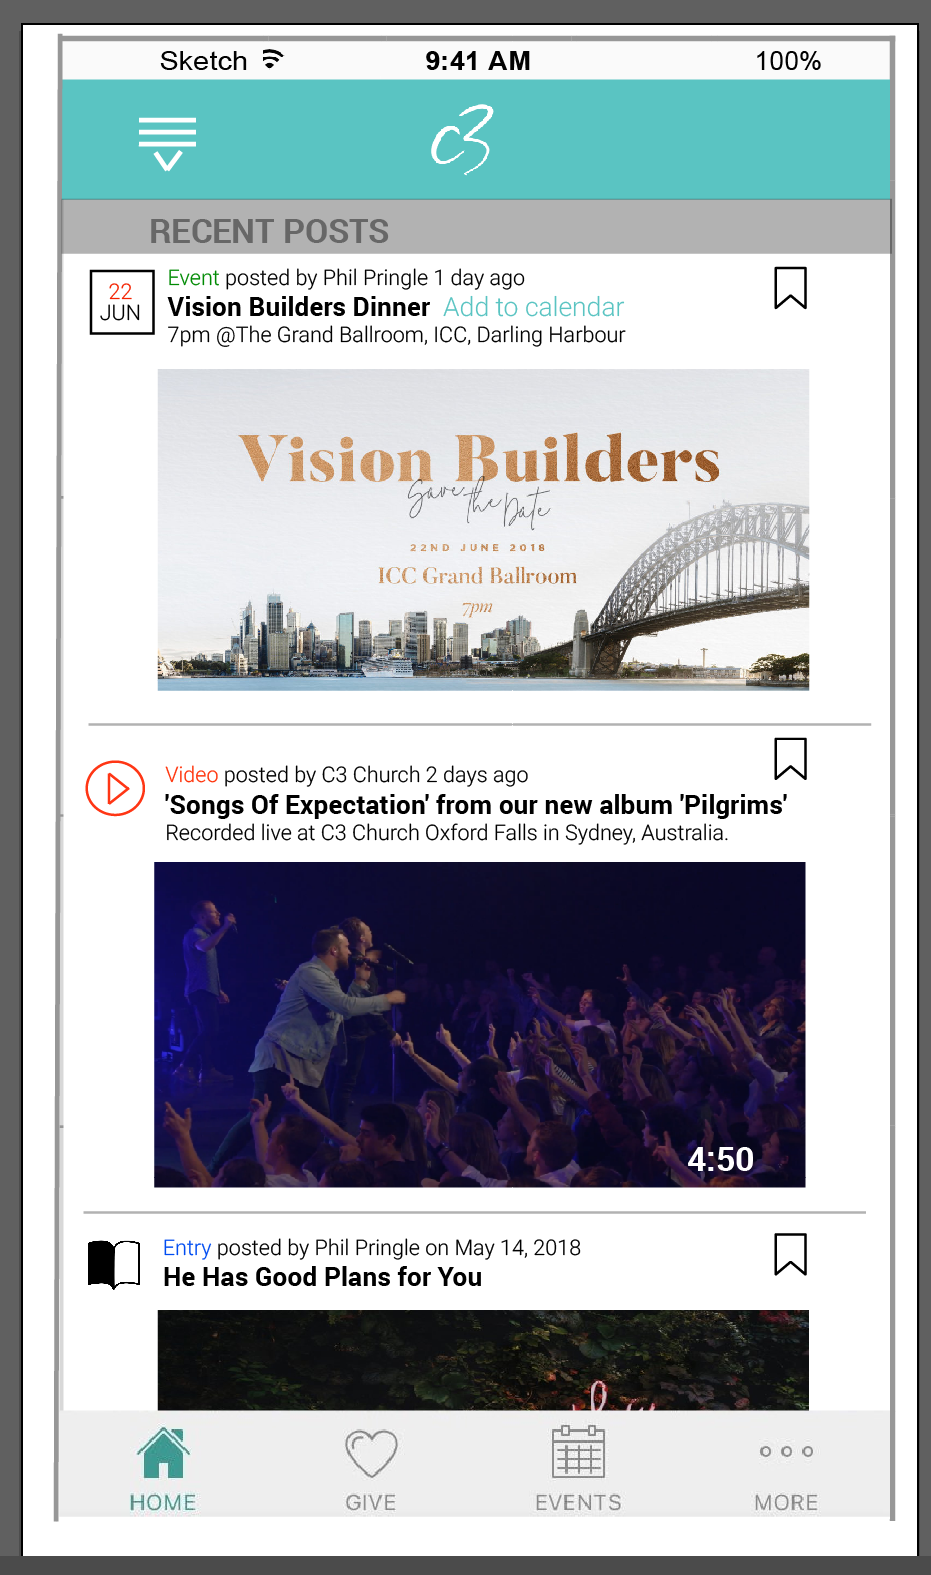 Sketch 9:41 AM 100%
c3
RECENT POSTS
22
JUN
Event posted by Phil Pringle 1 day ago
Vision Builders Dinner Add to calendar
7pm @The Grand Ballroom, ICC, Darling Harbour
Vision Builders
Save the Date
22ND JUNE 2018
ICC Grand Ballroom
7pm
Video posted by C3 Church 2 days ago
'Songs Of Expectation' from our new album 'Pilgrims'
Recorded live at C3 Church Oxford Falls in Sydney, Australia.
4:50
Entry posted by Phil Pringle on May 14, 2018
He Has Good Plans for You
HOME GIVE EVENTS MORE